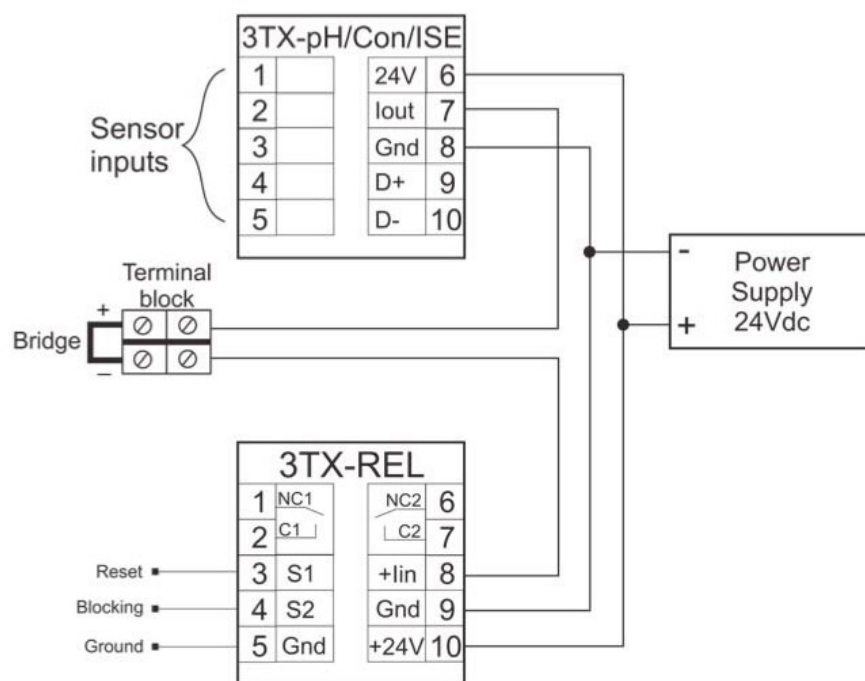 3TX-pH/Con/ISE
1 24V 6
2 Iout 7
3 Gnd 8
4 D+ 9
5 D- 10
Sensor
inputs
Terminal
block
+
Bridge
–
- Power
Supply
+ 24Vdc
3TX-REL
1 NC1 NC2 6
2 C1 C2 7
Reset 3 S1 +Iin 8
Blocking 4 S2 Gnd 9
Ground 5 Gnd +24V 10